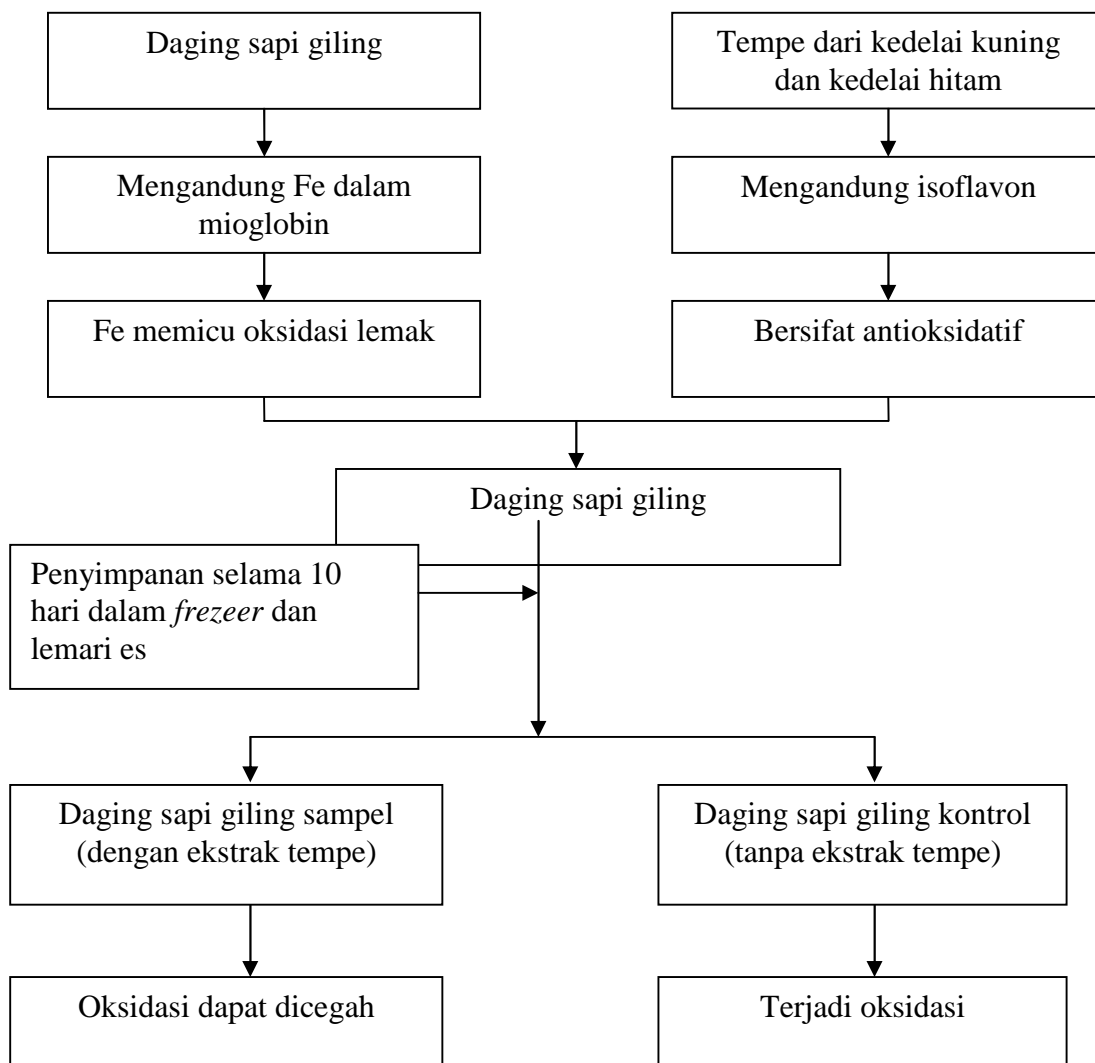 Daging sapi giling
Tempe dari kedelai kuning
dan kedelai hitam
Mengandung Fe dalam
mioglobin
Mengandung isoflavon
Fe memicu oksidasi lemak
Bersifat antioksidatif
Daging sapi giling
Penyimpanan selama 10
hari dalam frezeer dan
lemari es
Daging sapi giling sampel
(dengan ekstrak tempe)
Daging sapi giling kontrol
(tanpa ekstrak tempe)
Oksidasi dapat dicegah
Terjadi oksidasi